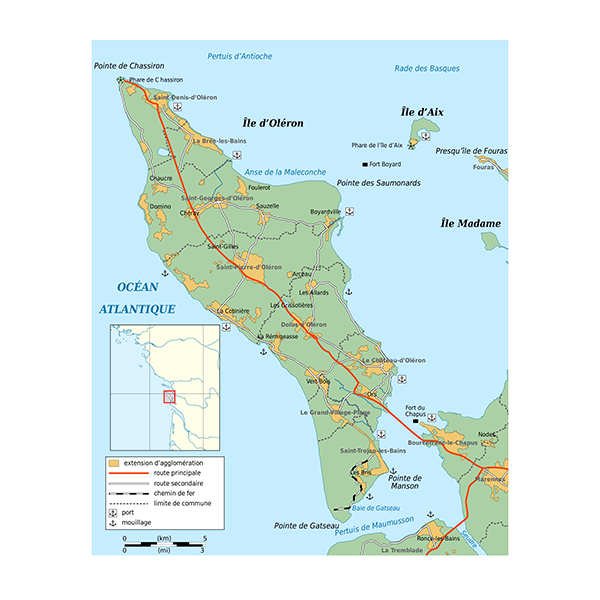 Pertuis d'Antioche
Pointe de Chassiron
Rade des Basques
Phare de C hassiron
Saint-Denis-d'Oléron
Île d'Oléron
Île d'Aix
La Brée-les-Bains
Phare de l'Île d'Aix
Presqu'île de Fouras
Fort Boyard
Fouras
Anse de la Maleconche
Chaucre
Pointe des Saumonards
Foulerot
Saint-Georges-d'Oléron
Domino
Sauzelle
Chéray
Boyardville
Île Madame
Saint-Gilles
Saint-Pierre-d'Oléron
Arceau
OCÉAN
ATLANTIQUE
Les Allards
La Cotinière
Les Grissotières
Dolus-d'Oléron
La Rémigeasse
Le Château-d'Oléron
Vert-Bois
Ors
Fort du
Chapus
Le Grand-Village-Plage
Nodes
Bourcefranc-le-Chapus
Saint-Trojan-les-Bains
extension d'agglomération
Les Bris
route principale
Pointe de
Manson
Marennes
route secondaire
chemin de fer
limite de commune
Baie de Gatseau
port
mouillage
Pointe de Gatseau
Pertuis de Maumusson
Seudre
Ronce-les-Bains
La Tremblade
0 (km) 5
0 (mi) 3